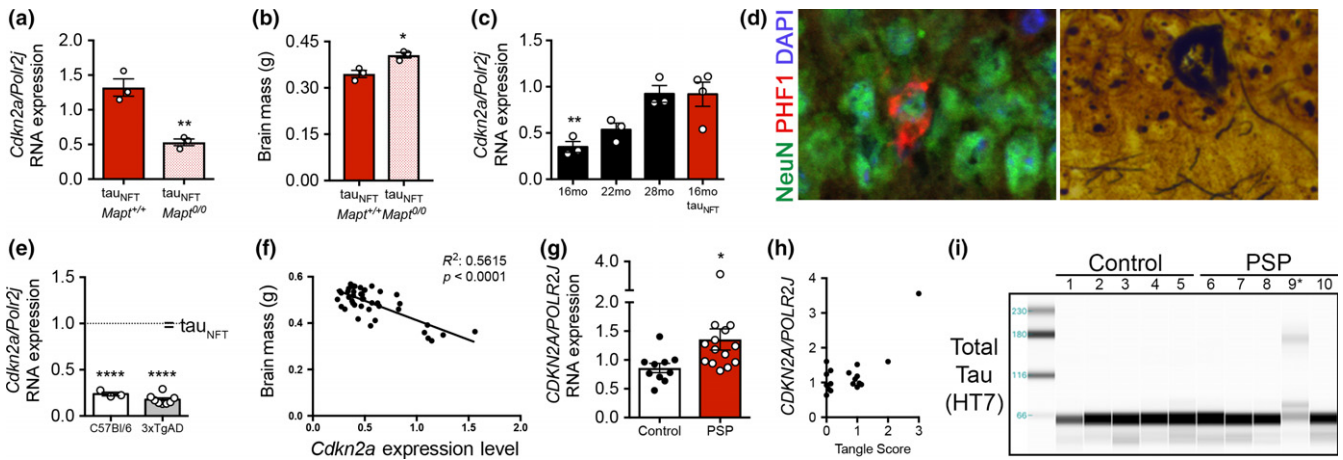 (a)
Cdkn2a/Polr2j
RNA expression
2.0
1.5
1.0
0.5
0.0
**
tauNFT
Mapt+/+
tauNFT
Mapt0/0
(b)
Brain mass (g)
0.45
0.30
0.15
0.00
*
tauNFT
Mapt+/+
tauNFT
Mapt0/0
(c)
Cdkn2a/Polr2j
RNA expression
2.0
1.5
1.0
0.5
0.0
**
16mo
22mo
28mo
16mo
tauNFT
(d)
NeuN PHF1 DAPI
(e)
Cdkn2a/Polr2j
RNA expression
1.5
1.0
0.5
0.0
= tauNFT
****
****
C57Bl/6
3xTgAD
(f)
R2: 0.5615
p < 0.0001
Brain mass (g)
0.6
0.4
0.2
0.0
0.0
0.5
1.0
1.5
2.0
Cdkn2a expression level
(g)
CDKN2A/POLR2J
RNA expression
4.0
2.0
1.5
1.0
0.5
0.0
*
Control
PSP
(h)
CDKN2A/POLR2J
4
3
2
1
0
0
1
2
3
Tangle Score
(i)
Control
PSP
1 2 3 4 5 6 7 8 9* 10
Total
Tau
(HT7)
230
180
116
66